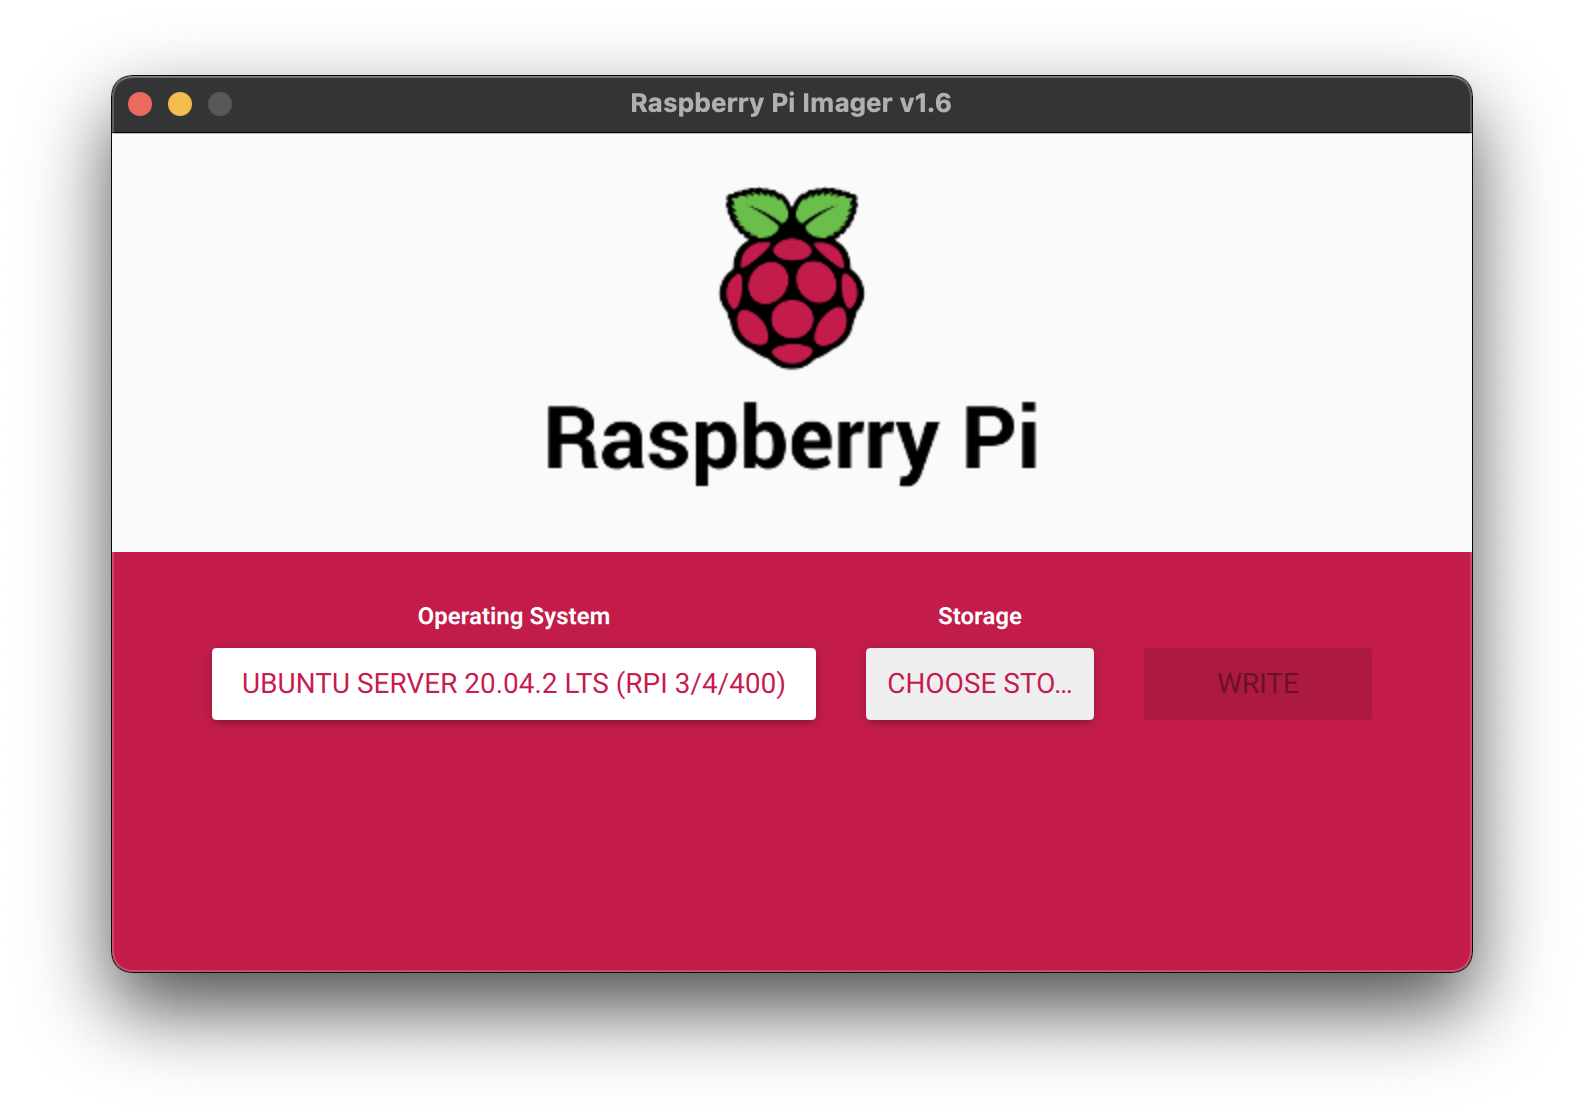 Raspberry Pi Imager v1.6
Raspberry Pi
Operating System
Storage
UBUNTU SERVER 20.04.2 LTS (RPI 3/4/400)
CHOOSE STO...
WRITE